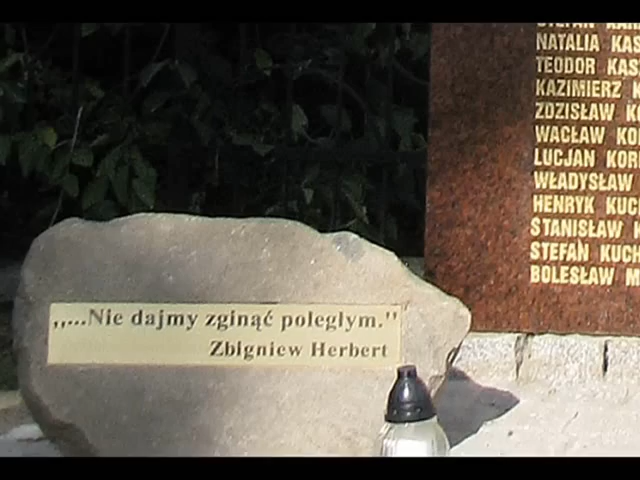 „...Nie dajmy zginąć poległym."
Zbigniew Herbert
NATALIA
TEODOR
KAZIMIERZ
ZDZISŁAW
WACŁAW
LUCJAN
WŁADYSŁAW
HENRYK
STANISŁAW
STEFAN
BOLESŁAW